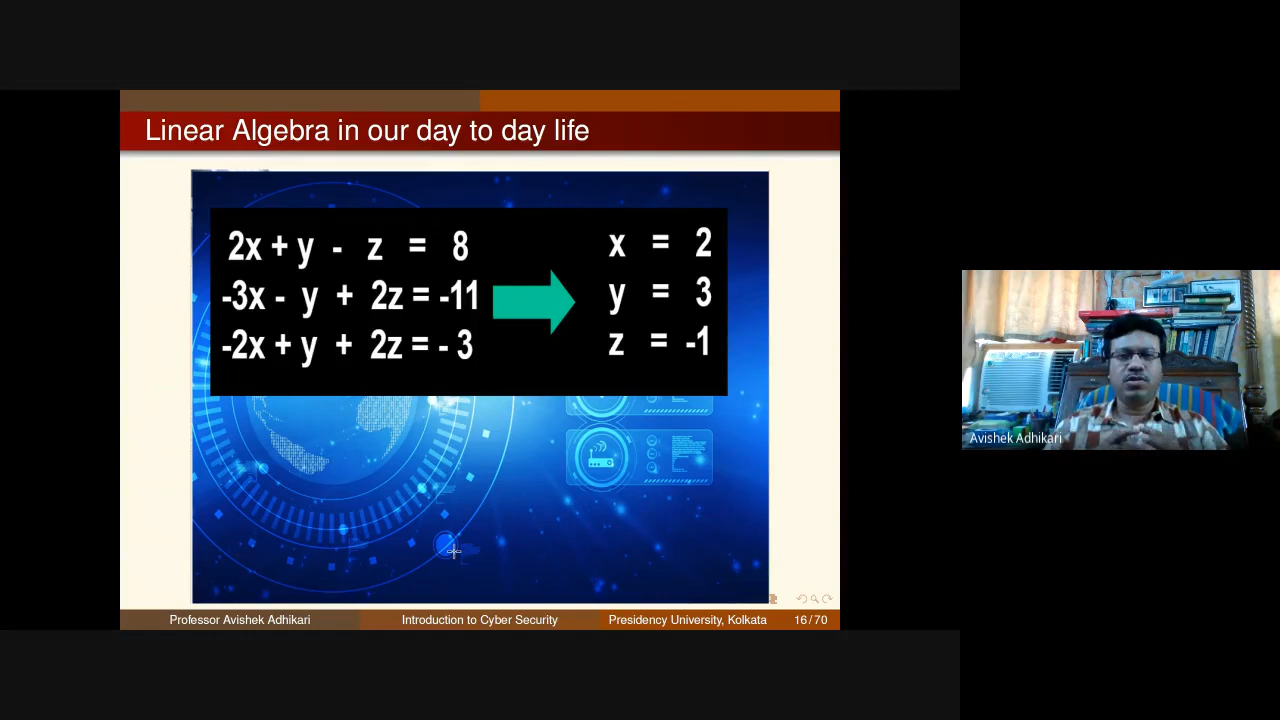 Linear Algebra in our day to day life
2x + y - z = 8
-3x - y + 2z = -11
-2x + y + 2z = - 3
x = 2
y = 3
z = -1
Avishek Adhikari
Professor Avishek Adhikari
Introduction to Cyber Security
Presidency University, Kolkata
16 / 70